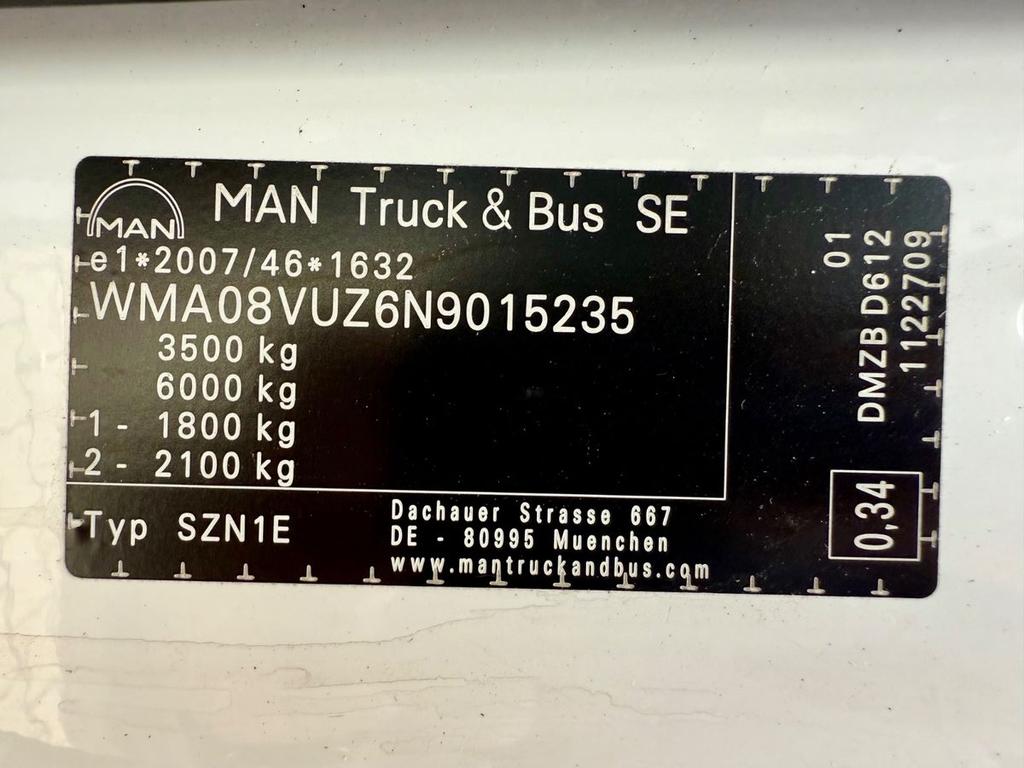 MAN
MAN Truck & Bus SE
e1*2007/46*1632
WMA08VUZ6N9015235
3500 kg
6000 kg
1 - 1800 kg
2 - 2100 kg
Typ SZN1E
Dachauer Strasse 667
DE - 80995 Muenchen
www.mantruckandbus.com
01
DMZB D612
1122709
0,34